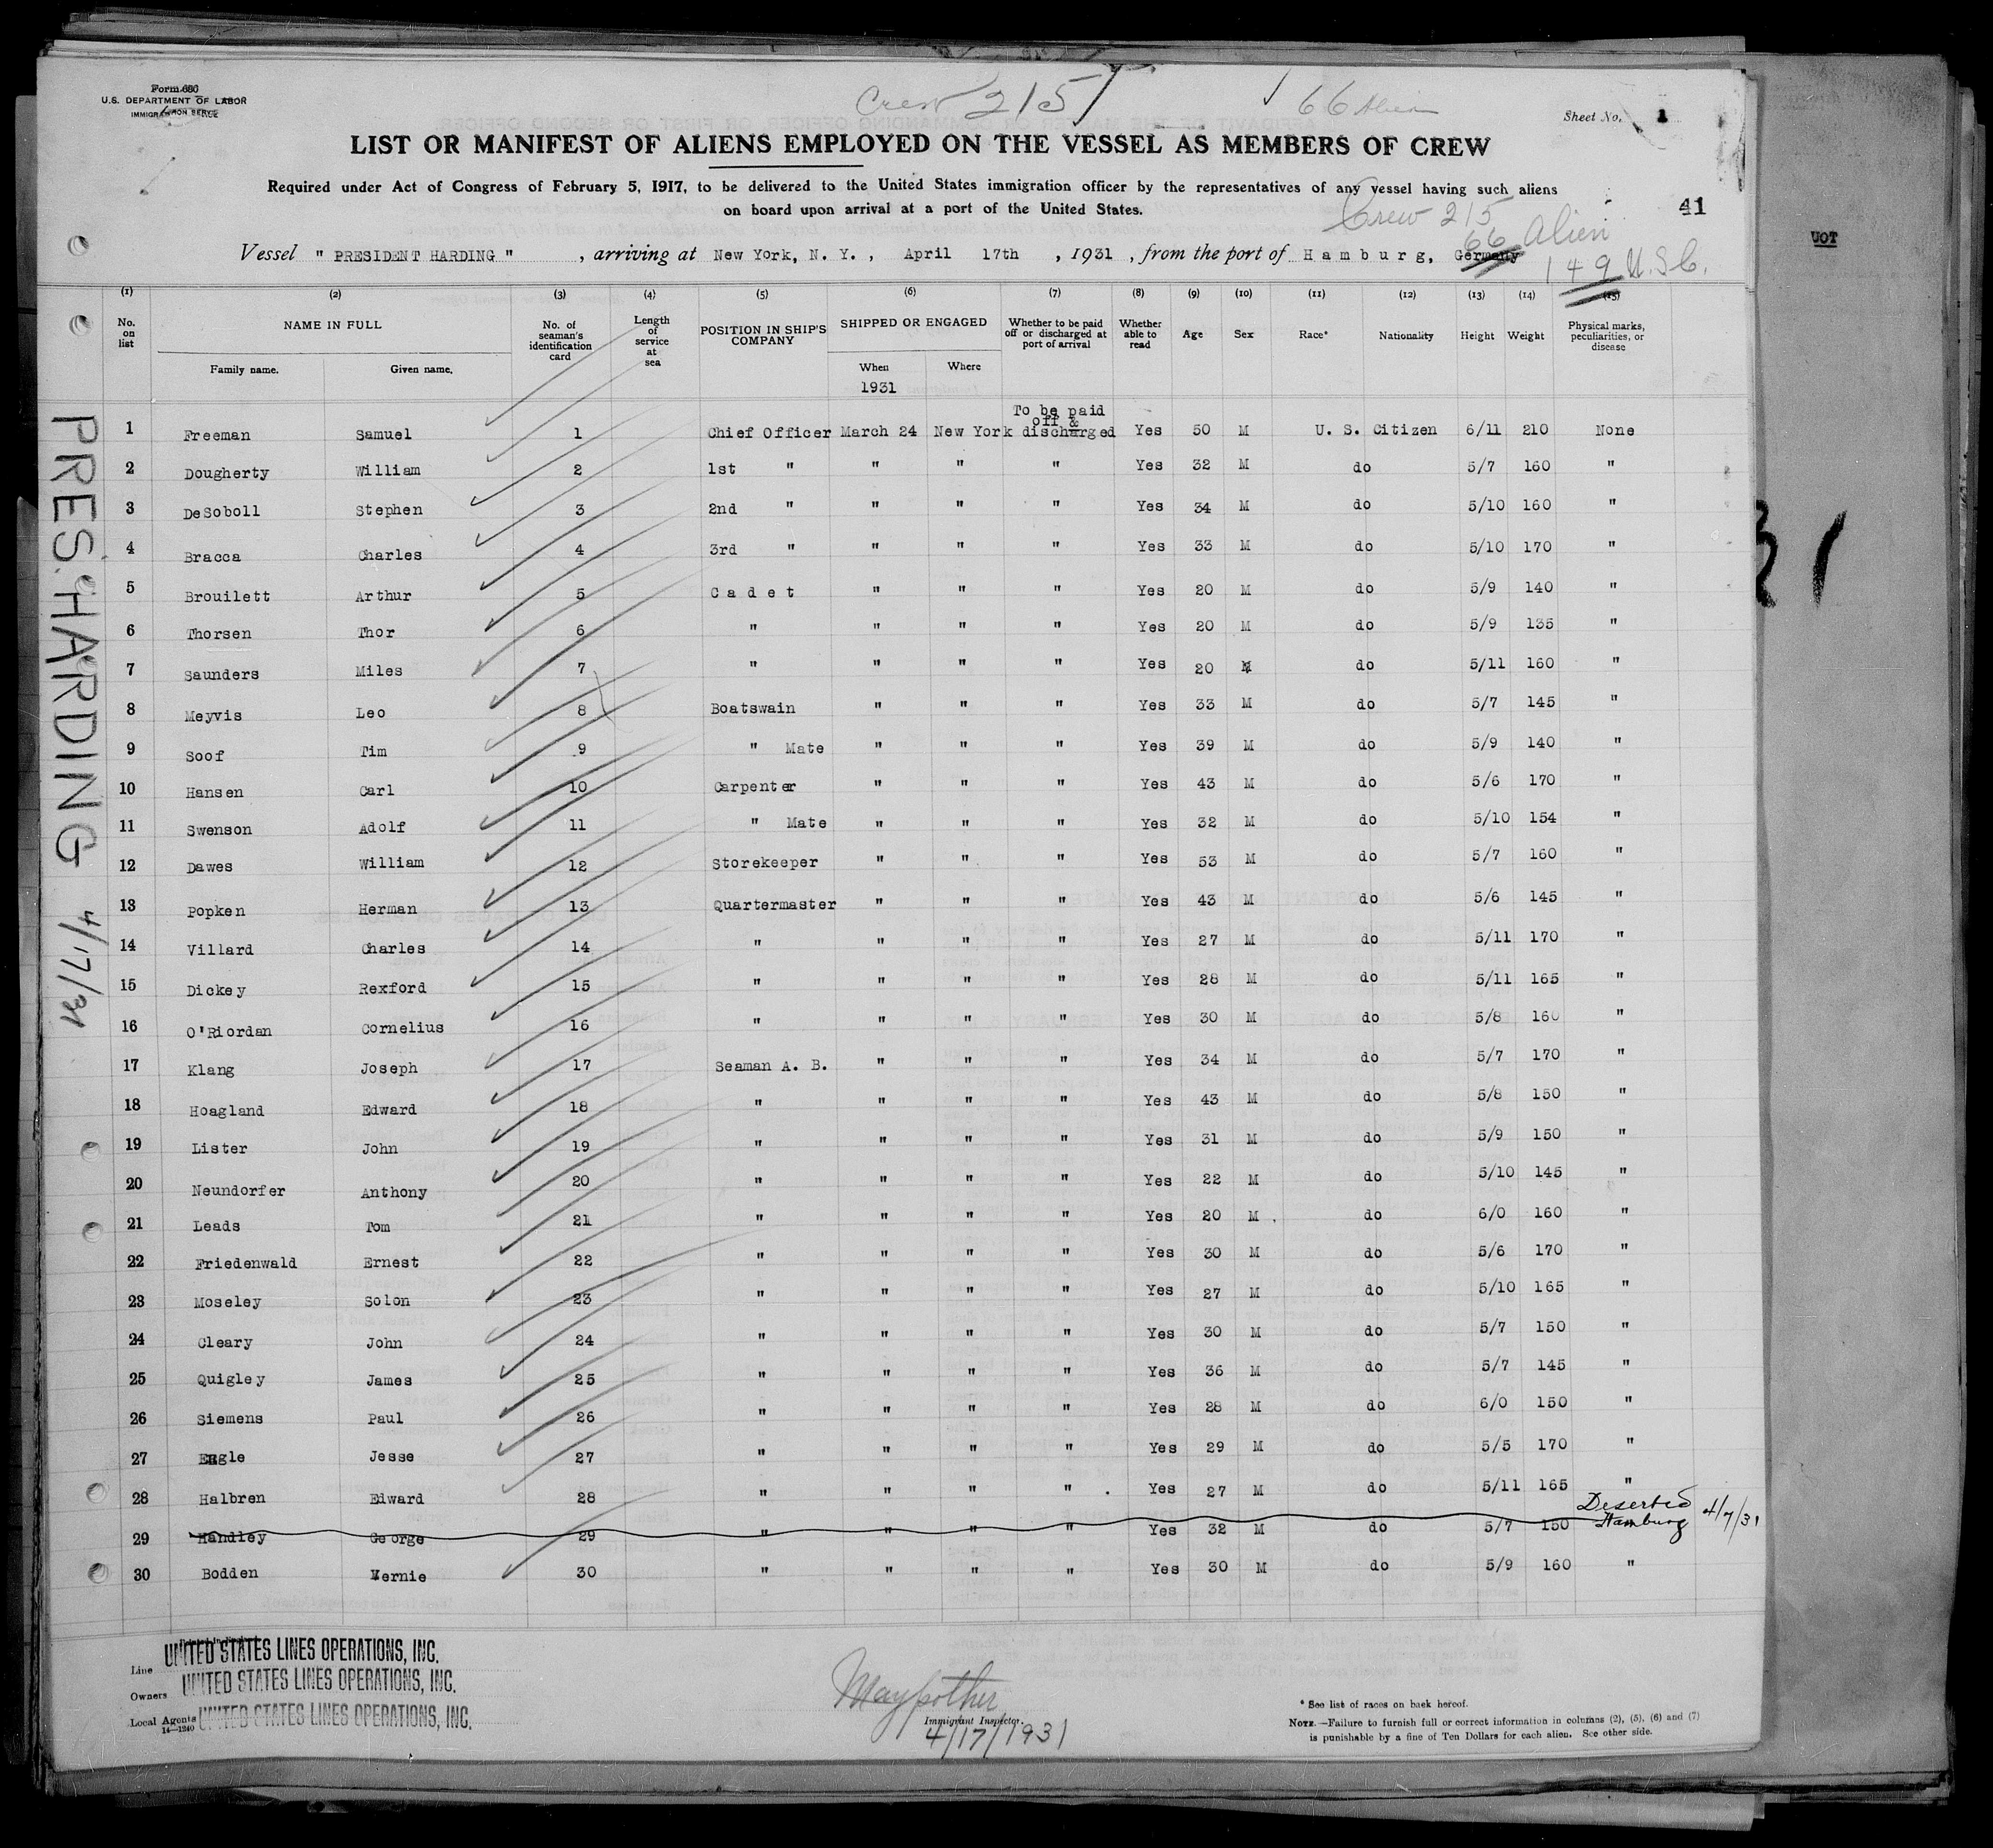 Form 680
U.S. DEPARTMENT OF LABOR
IMMIGRATION SERVICE
Crew 215
66 Alien
Sheet No. 1
LIST OR MANIFEST OF ALIENS EMPLOYED ON THE VESSEL AS MEMBERS OF CREW
Required under Act of Congress of February 5, 1917, to be delivered to the United States immigration officer by the representatives of any vessel having such aliens
on board upon arrival at a port of the United States.
41
Crew 215
66 Alien
149 U.S.C.
UOT
Vessel " PRESIDENT HARDING " , arriving at New York, N. Y. , April 17th , 1931 , from the port of Hamburg, Germany
(1) (2) (3) (4) (5) (6) (7) (8) (9) (10) (11) (12) (13) (14) (15)
No. on list NAME IN FULL Family name. Given name. No. of seaman's identification card Length of service at sea POSITION IN SHIP'S COMPANY SHIPPED OR ENGAGED When 1931 Where Whether to be paid off or discharged at port of arrival Whether able to read Age Sex Race* Nationality Height Weight Physical marks, peculiarities, or disease
1 Freeman Samuel 1 Chief Officer March 24 New York To be paid off & discharged Yes 50 M U. S. Citizen 6/11 210 None
2 Dougherty William 2 1st " " " " Yes 32 M do 5/7 160 "
3 DeSoboll Stephen 3 2nd " " " " Yes 34 M do 5/10 160 "
4 Bracca Charles 4 3rd " " " " Yes 33 M do 5/10 170 "
5 Brouilett Arthur 5 Cadet " " " Yes 20 M do 5/9 140 "
6 Thorsen Thor 6 " " " " Yes 20 M do 5/9 135 "
7 Saunders Miles 7 " " " " Yes 20 M do 5/11 160 "
8 Meyvis Leo 8 Boatswain " " " Yes 33 M do 5/7 145 "
9 Soof Tim 9 " Mate " " " Yes 39 M do 5/9 140 "
10 Hansen Carl 10 Carpenter " " " Yes 43 M do 5/6 170 "
11 Swenson Adolf 11 " Mate " " " Yes 32 M do 5/10 154 "
12 Dawes William 12 Storekeeper " " " Yes 53 M do 5/7 160 "
13 Popken Herman 13 Quartermaster " " " Yes 43 M do 5/6 145 "
14 Villard Charles 14 " " " " Yes 27 M do 5/11 170 "
15 Dickey Rexford 15 " " " " Yes 28 M do 5/11 165 "
16 O'Riordan Cornelius 16 " " " " Yes 30 M do 5/8 160 "
17 Klang Joseph 17 Seaman A. B. " " " Yes 34 M do 5/7 170 "
18 Hoagland Edward 18 " " " " Yes 43 M do 5/8 150 "
19 Lister John 19 " " " " Yes 31 M do 5/9 150 "
20 Neundorfer Anthony 20 " " " " Yes 22 M do 5/10 145 "
21 Leads Tom 21 " " " " Yes 20 M do 6/0 160 "
22 Friedenwald Ernest 22 " " " " Yes 30 M do 5/6 170 "
23 Moseley Solon 23 " " " " Yes 27 M do 5/10 165 "
24 Cleary John 24 " " " " Yes 30 M do 5/7 150 "
25 Quigley James 25 " " " " Yes 36 M do 5/7 145 "
26 Siemens Paul 26 " " " " Yes 28 M do 6/0 150 "
27 Engle Jesse 27 " " " " Yes 29 M do 5/5 170 "
28 Halbren Edward 28 " " " " Yes 27 M do 5/11 165 "
29 Handley George 29 " " " " Yes 32 M do 5/7 150 Deserted Hamburg 4/7/31
30 Bodden Vernie 30 " " " " Yes 30 M do 5/9 160 "
PRES. HARDING 4/17/31
Line UNITED STATES LINES OPERATIONS, INC.
Owners UNITED STATES LINES OPERATIONS, INC.
Local Agents UNITED STATES LINES OPERATIONS, INC.
14—1240
Maypother
Immigrant Inspector.
4/17/1931
* See list of races on back hereof.
NOTE.—Failure to furnish full or correct information in columns (2), (5), (6) and (7)
is punishable by a fine of Ten Dollars for each alien. See other side.